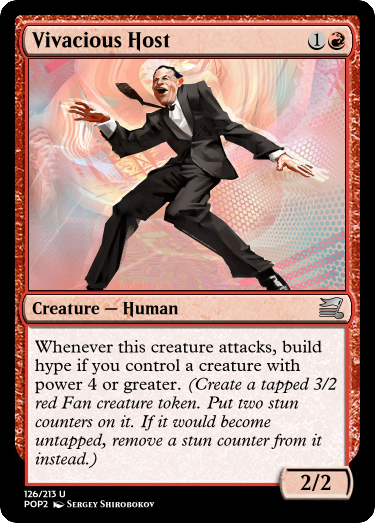 Vivacious Host 1
Creature — Human
Whenever this creature attacks, build
hype if you control a creature with
power 4 or greater. (Create a tapped 3/2
red Fan creature token. Put two stun
counters on it. If it would become
untapped, remove a stun counter from it
instead.)
2/2
126/213 U
POP2 Sergey Shirobokov